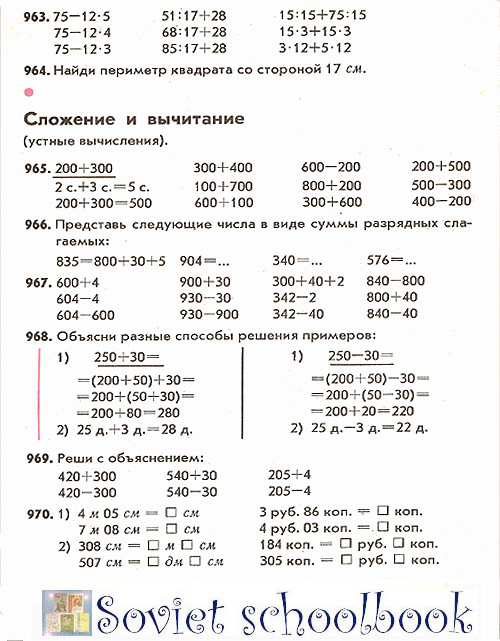 963. 75−12·5 51:17+28 15:15+75:15
75−12·4 68:17+28 15·3+15·3
75−12·3 85:17+28 3·12+5·12
964. Найди периметр квадрата со стороной 17 см.
Сложение и вычитание
(устные вычисления).
965. 200+300 300+400 600−200 200+500
2 с.+3 с.=5 с. 100+700 800+200 500−300
200+300=500 600+100 300+600 400−200
966. Представь следующие числа в виде суммы разрядных сла-
гаемых:
835=800+30+5 904=... 340=... 576=...
967. 600+4 900+30 300+40+2 840−800
604−4 930−30 342−2 800+40
604−600 930−900 342−40 840−40
968. Объясни разные способы решения примеров:
1) 250+30= 1) 250−30=
=(200+50)+30= =(200+50)−30=
=200+(50+30)= =200+(50−30)=
=200+80=280 =200+20=220
2) 25 д.+3 д.=28 д. 2) 25 д.−3 д.=22 д.
969. Реши с объяснением:
420+300 540+30 205+4
420−300 540−30 205−4
970. 1) 4 м 05 см = □ см 3 руб. 86 коп. = □ коп.
7 м 08 см = □ см 4 руб. 03 коп. = □ коп.
2) 308 см = □ м □ см 184 коп. = □ руб. □ коп.
507 см = □ дм □ см 305 коп. = □ руб. □ коп.
Soviet schoolbook